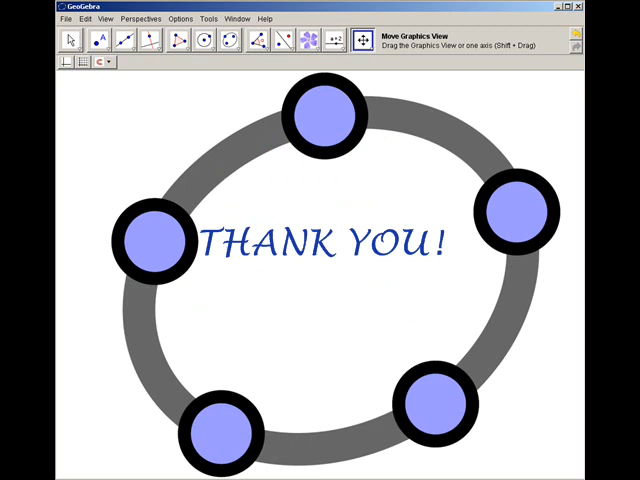 GeoGebra
File Edit View Perspectives Options Tools Window Help
A
a=2
Move Graphics View
Drag the Graphics View or one axis (Shift + Drag)
THANK YOU!